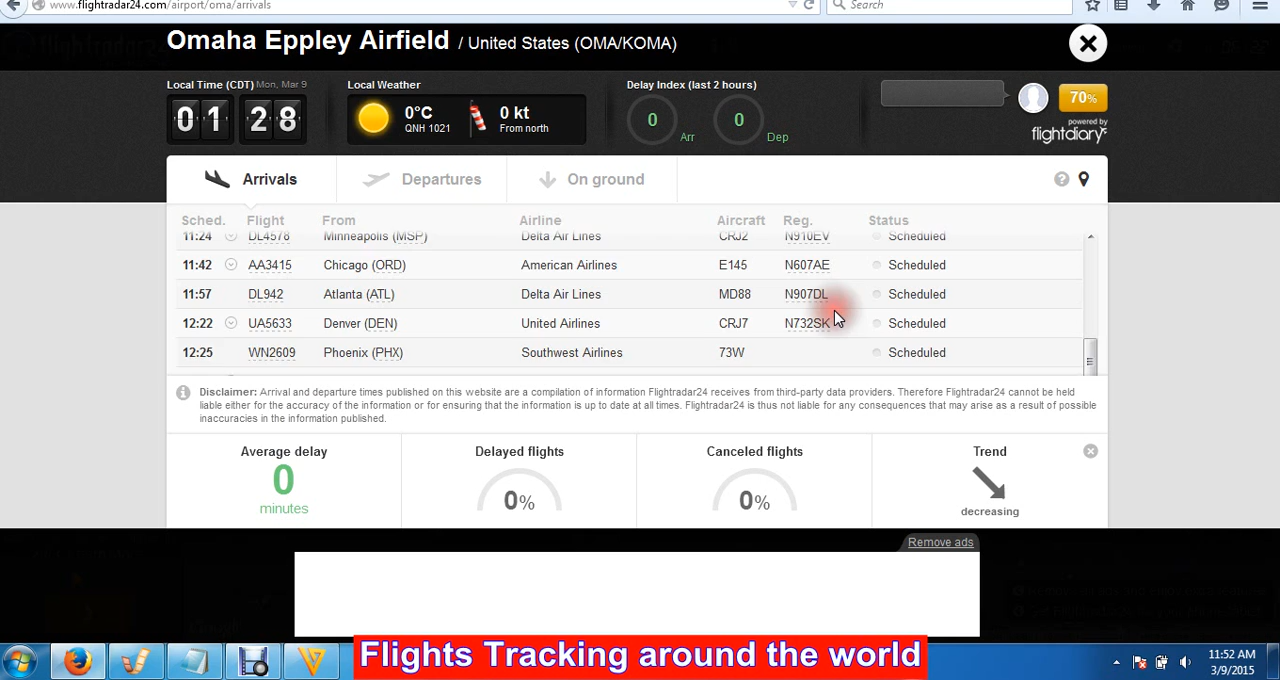 www.flightradar24.com/airport/oma/arrivals
Search
Omaha Eppley Airfield / United States (OMA/KOMA)
Local Time (CDT) Mon, Mar 9
01 28
Local Weather
0°C
QNH 1021
0 kt
From north
Delay Index (last 2 hours)
0 Arr
0 Dep
70%
powered by
flightdiary
Arrivals
Departures
On ground
Sched. Flight From Airline Aircraft Reg. Status
11:24 DL4578 Minneapolis (MSP) Delta Air Lines CRJ2 N910EV Scheduled
11:42 AA3415 Chicago (ORD) American Airlines E145 N607AE Scheduled
11:57 DL942 Atlanta (ATL) Delta Air Lines MD88 N907DL Scheduled
12:22 UA5633 Denver (DEN) United Airlines CRJ7 N732SK Scheduled
12:25 WN2609 Phoenix (PHX) Southwest Airlines 73W Scheduled
Disclaimer: Arrival and departure times published on this website are a compilation of information Flightradar24 receives from third-party data providers. Therefore Flightradar24 cannot be held
liable either for the accuracy of the information or for ensuring that the information is up to date at all times. Flightradar24 is thus not liable for any consequences that may arise as a result of possible
inaccuracies in the information published.
Average delay
0
minutes
Delayed flights
0%
Canceled flights
0%
Trend
decreasing
Remove ads
Flights Tracking around the world
11:52 AM
3/9/2015